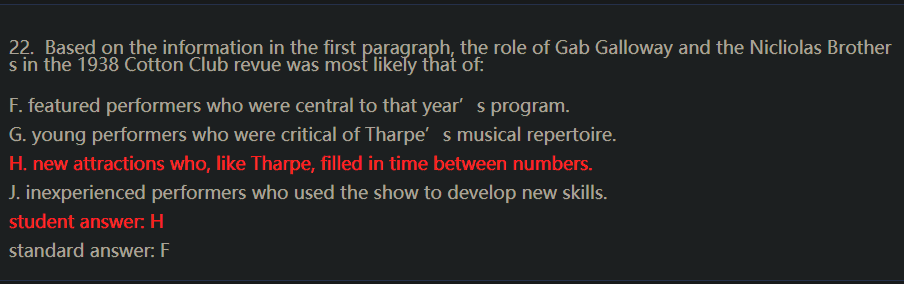 22.  Based on the information in the first paragraph, the role of Gab Galloway and the Nicliolas Brother
s in the 1938 Cotton Club revue was most likely that of:
F. featured performers who were central to that year’ s program.
G. young performers who were critical of Tharpe’ s musical repertoire.
H. new attractions who, like Tharpe, filled in time between numbers.
J. inexperienced performers who used the show to develop new skills.
student answer: H
standard answer: F